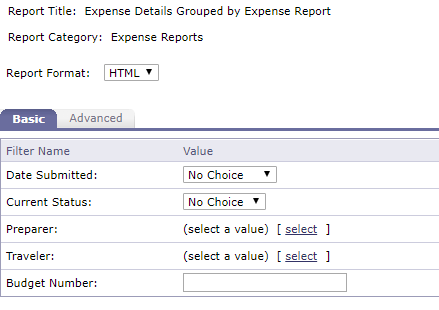 Report Title: Expense Details Grouped by Expense Report
Report Category: Expense Reports
Report Format: HTML
Basic Advanced
Filter Name Value
Date Submitted: No Choice
Current Status: No Choice
Preparer: (select a value) [ select ]
Traveler: (select a value) [ select ]
Budget Number: